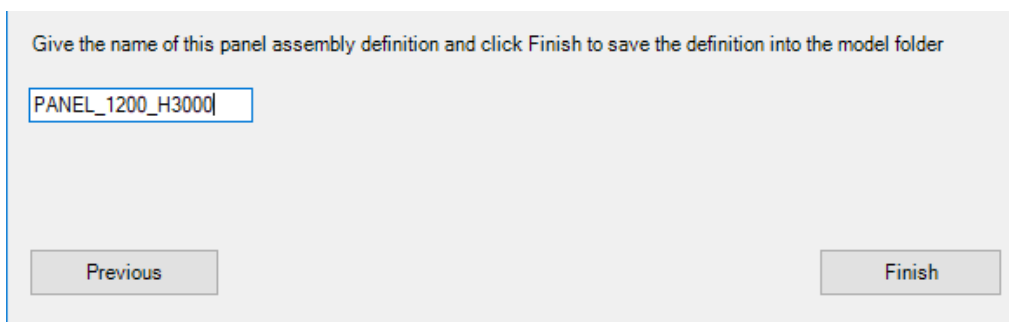 Give the name of this panel assembly definition and click Finish to save the definition into the model folder
PANEL_1200_H3000
Previous
Finish